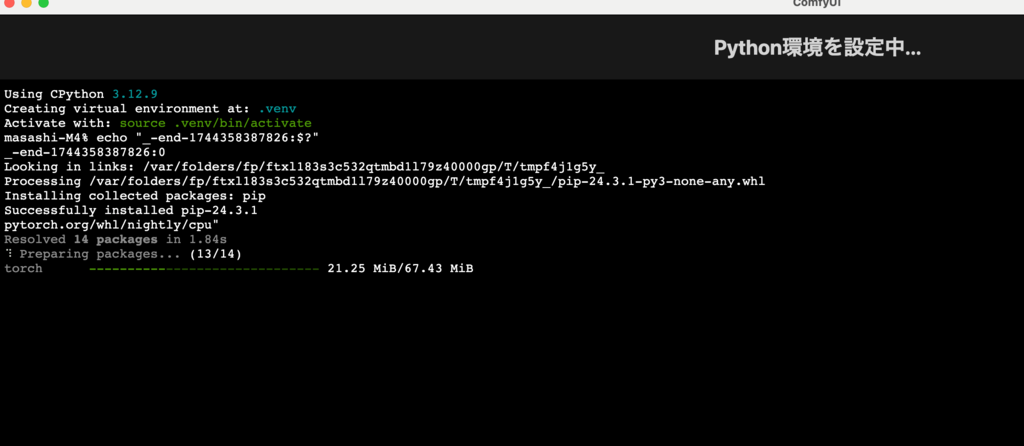 ComfyUI
Python環境を設定中...
Using CPython 3.12.9
Creating virtual environment at: .venv
Activate with: source .venv/bin/activate
masashi-M4% echo "_-end-1744358387826:$?"
_-end-1744358387826:0
Looking in links: /var/folders/fp/ftxl183s3c532qtmbd1l79z40000gp/T/tmpf4j1g5y_
Processing /var/folders/fp/ftxl183s3c532qtmbd1l79z40000gp/T/tmpf4j1g5y_/pip-24.3.1-py3-none-any.whl
Installing collected packages: pip
Successfully installed pip-24.3.1
pytorch.org/whl/nightly/cpu"
Resolved 14 packages in 1.84s
⠹ Preparing packages... (13/14)
torch      ------------------------------ 21.25 MiB/67.43 MiB